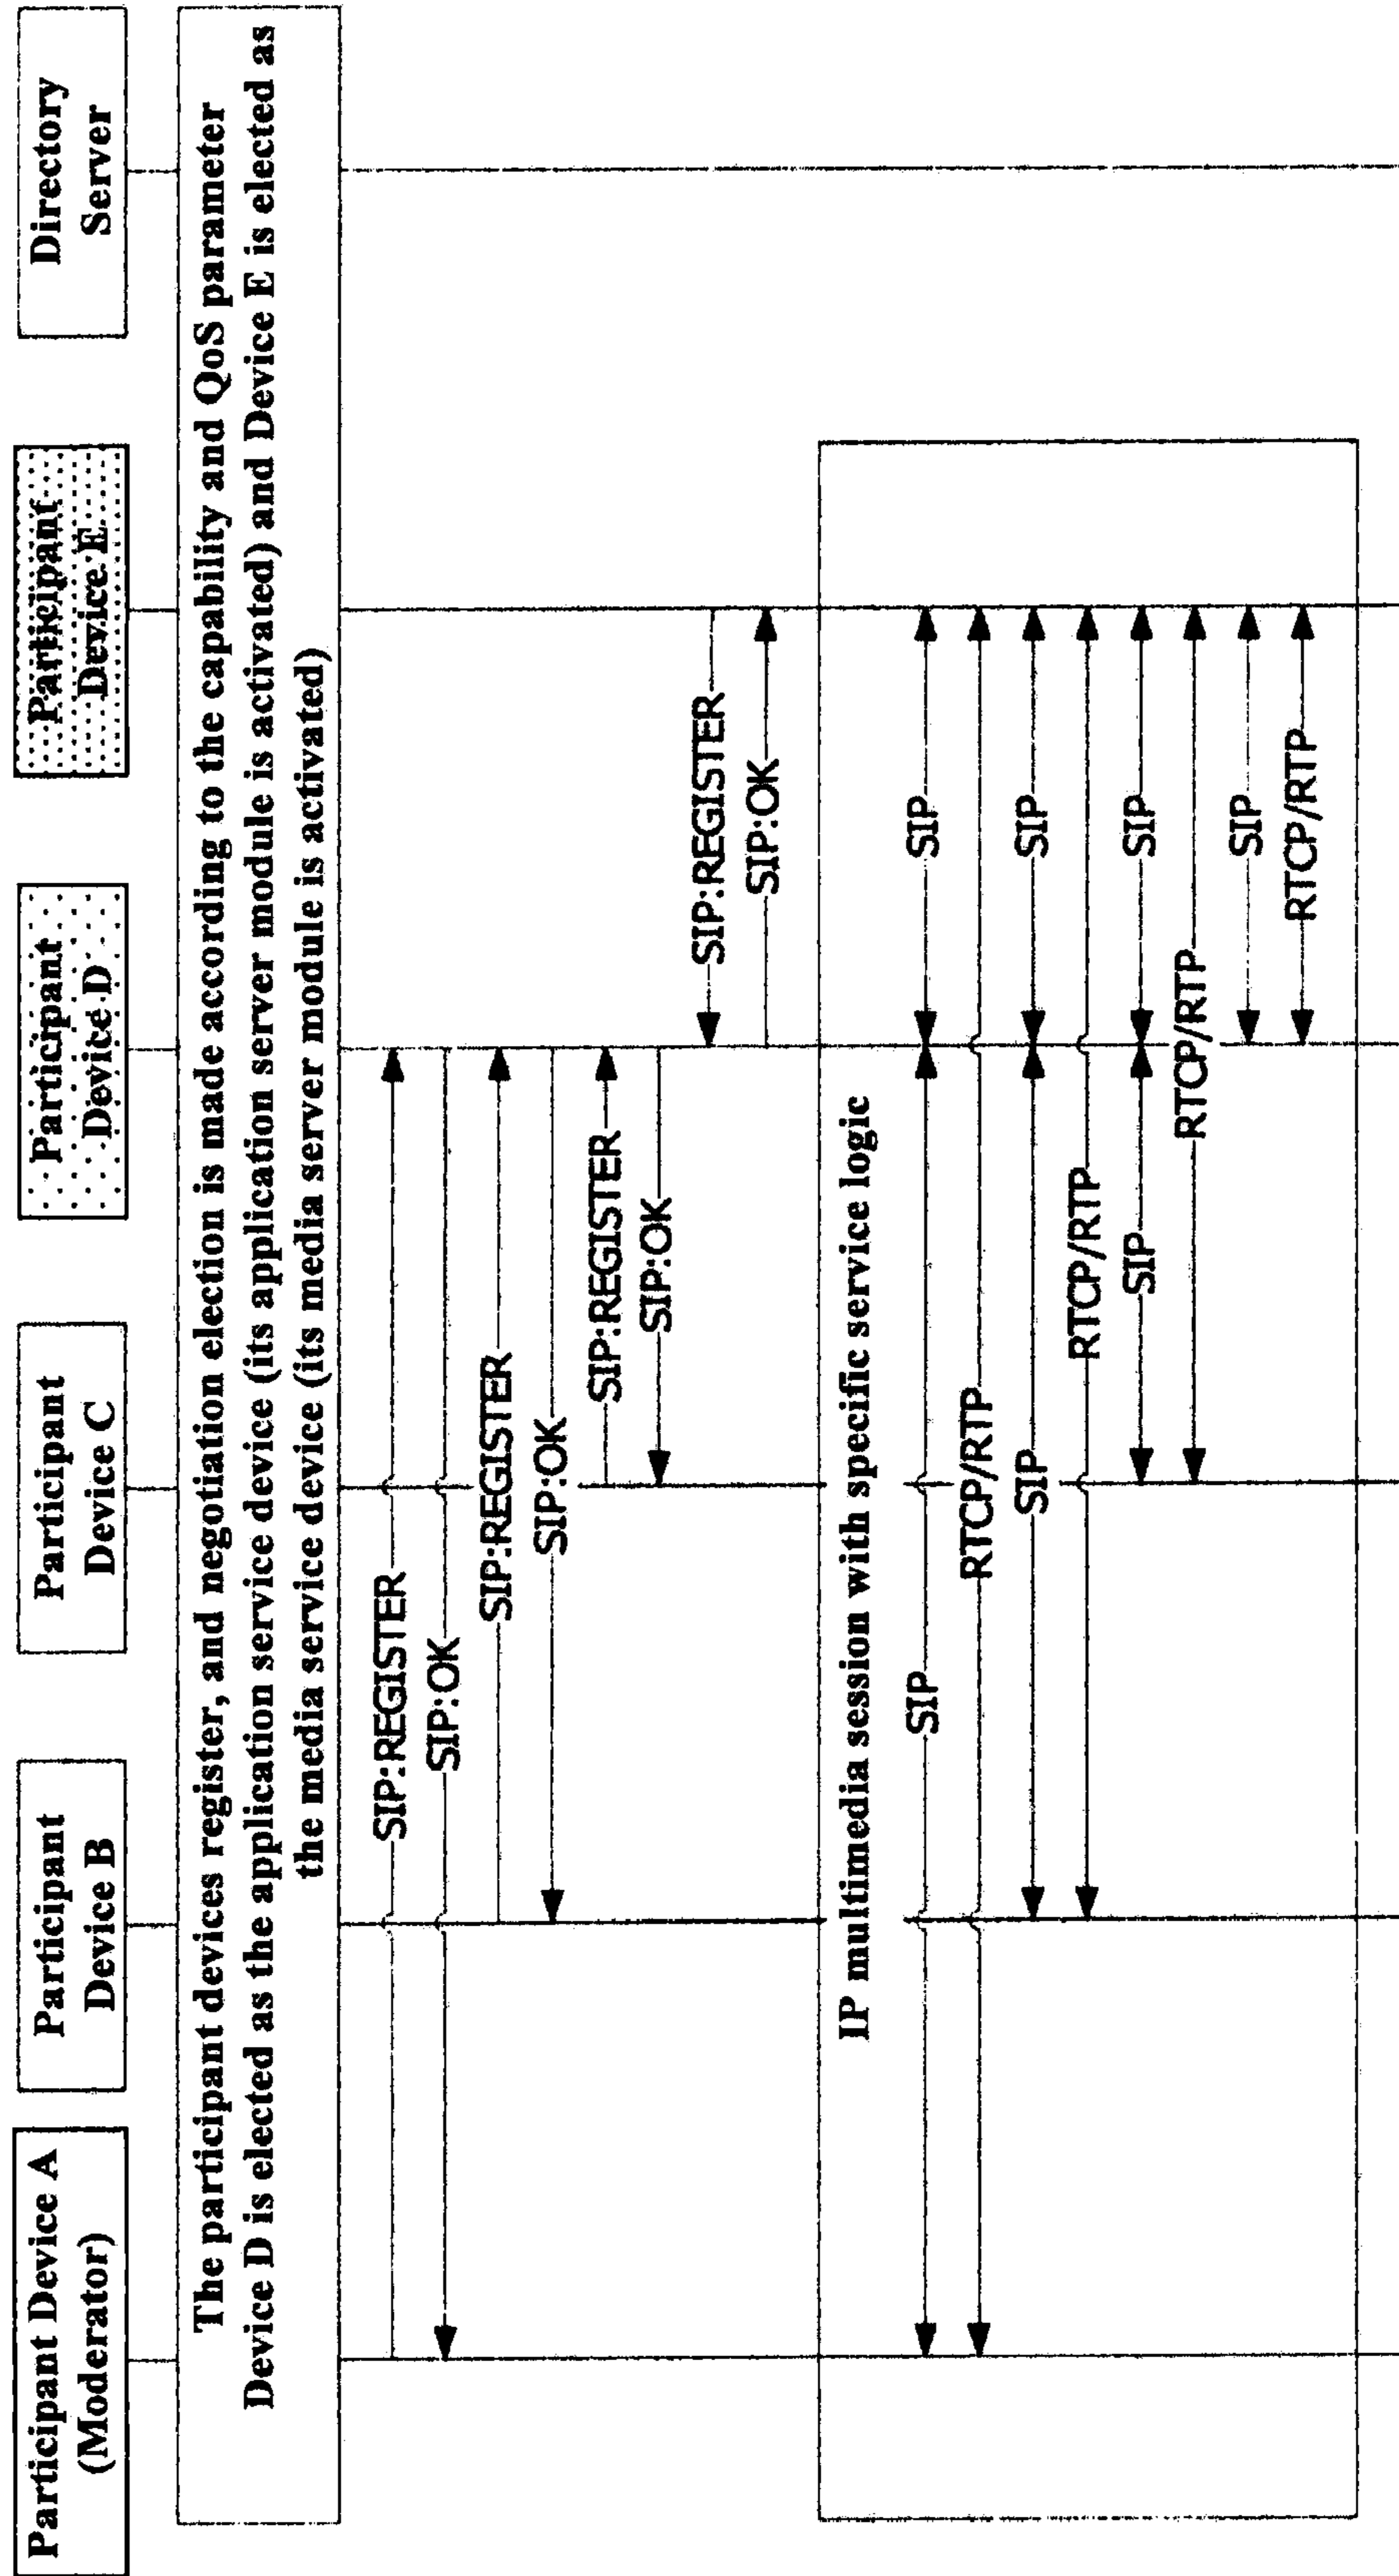 Participant Device A
(Moderator)
Participant
Device B
Participant
Device C
Participant
Device D
Participant
Device E
Directory
Server
The participant devices register, and negotiation election is made according to the capability and QoS parameter
Device D is elected as the application service device (its application server module is activated) and Device E is elected as
the media service device (its media server module is activated)
SIP:REGISTER
SIP:OK
SIP:REGISTER
SIP:OK
SIP:REGISTER
SIP:OK
SIP:REGISTER
SIP:OK
IP multimedia session with specific service logic
SIP
SIP
RTCP/RTP
SIP
SIP
RTCP/RTP
SIP
SIP
RTCP/RTP
SIP
RTCP/RTP